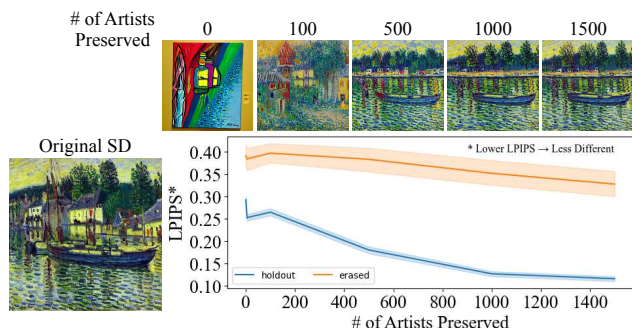 # of Artists
Preserved
0 100 500 1000 1500
Original SD
* Lower LPIPS → Less Different
LPIPS*
0.40
0.35
0.30
0.25
0.20
0.15
0.10
holdout erased
0 200 400 600 800 1000 1200 1400
# of Artists Preserved